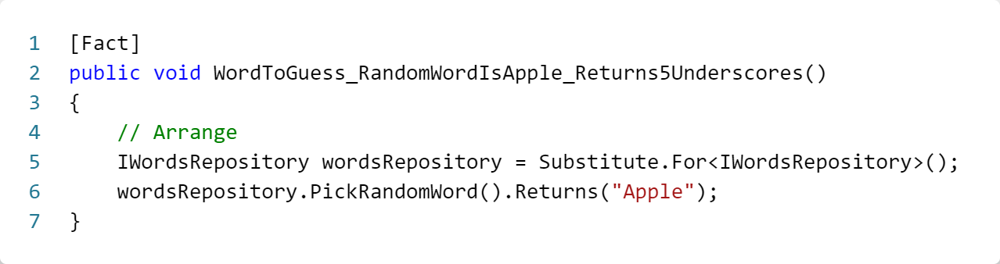 1 [Fact]
2 public void WordToGuess_RandomWordIsApple_Returns5Underscores()
3 {
4     // Arrange
5     IWordsRepository wordsRepository = Substitute.For<IWordsRepository>();
6     wordsRepository.PickRandomWord().Returns("Apple");
7 }